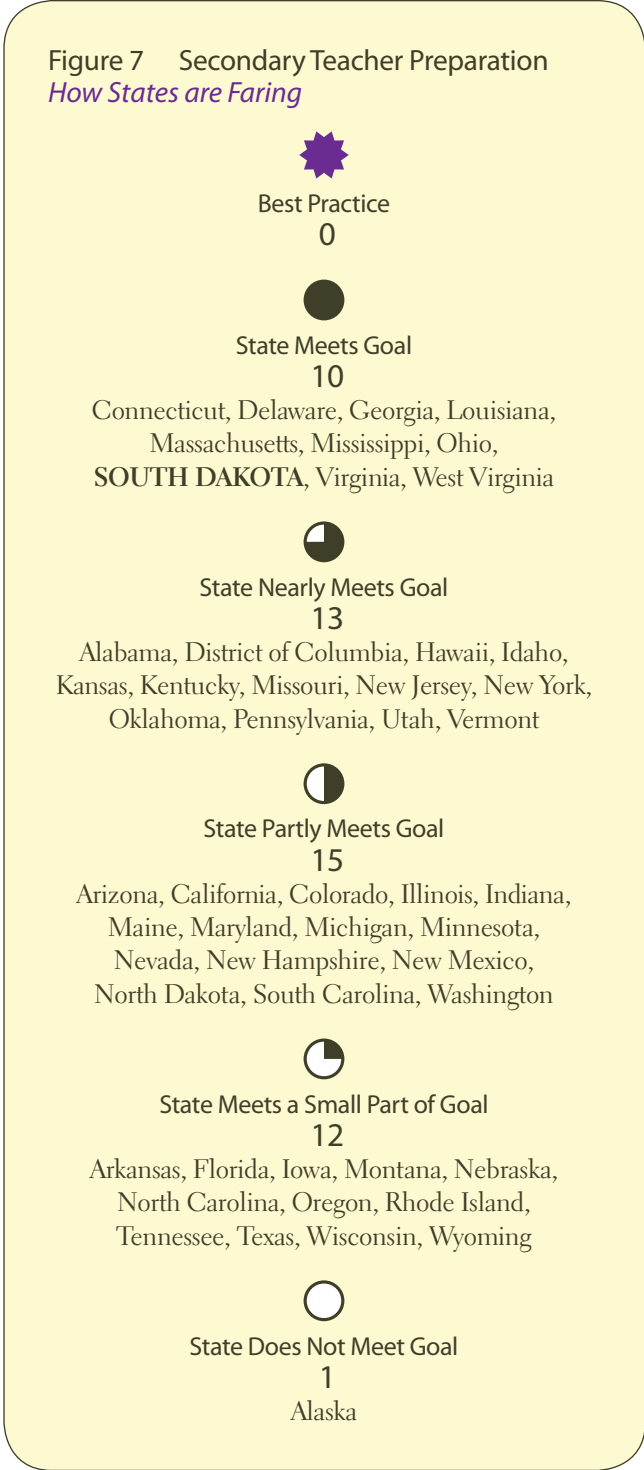 Figure 7 Secondary Teacher Preparation
How States are Faring
Best Practice
0
State Meets Goal
10
Connecticut, Delaware, Georgia, Louisiana,
Massachusetts, Mississippi, Ohio,
SOUTH DAKOTA, Virginia, West Virginia
State Nearly Meets Goal
13
Alabama, District of Columbia, Hawaii, Idaho,
Kansas, Kentucky, Missouri, New Jersey, New York,
Oklahoma, Pennsylvania, Utah, Vermont
State Partly Meets Goal
15
Arizona, California, Colorado, Illinois, Indiana,
Maine, Maryland, Michigan, Minnesota,
Nevada, New Hampshire, New Mexico,
North Dakota, South Carolina, Washington
State Meets a Small Part of Goal
12
Arkansas, Florida, Iowa, Montana, Nebraska,
North Carolina, Oregon, Rhode Island,
Tennessee, Texas, Wisconsin, Wyoming
State Does Not Meet Goal
1
Alaska